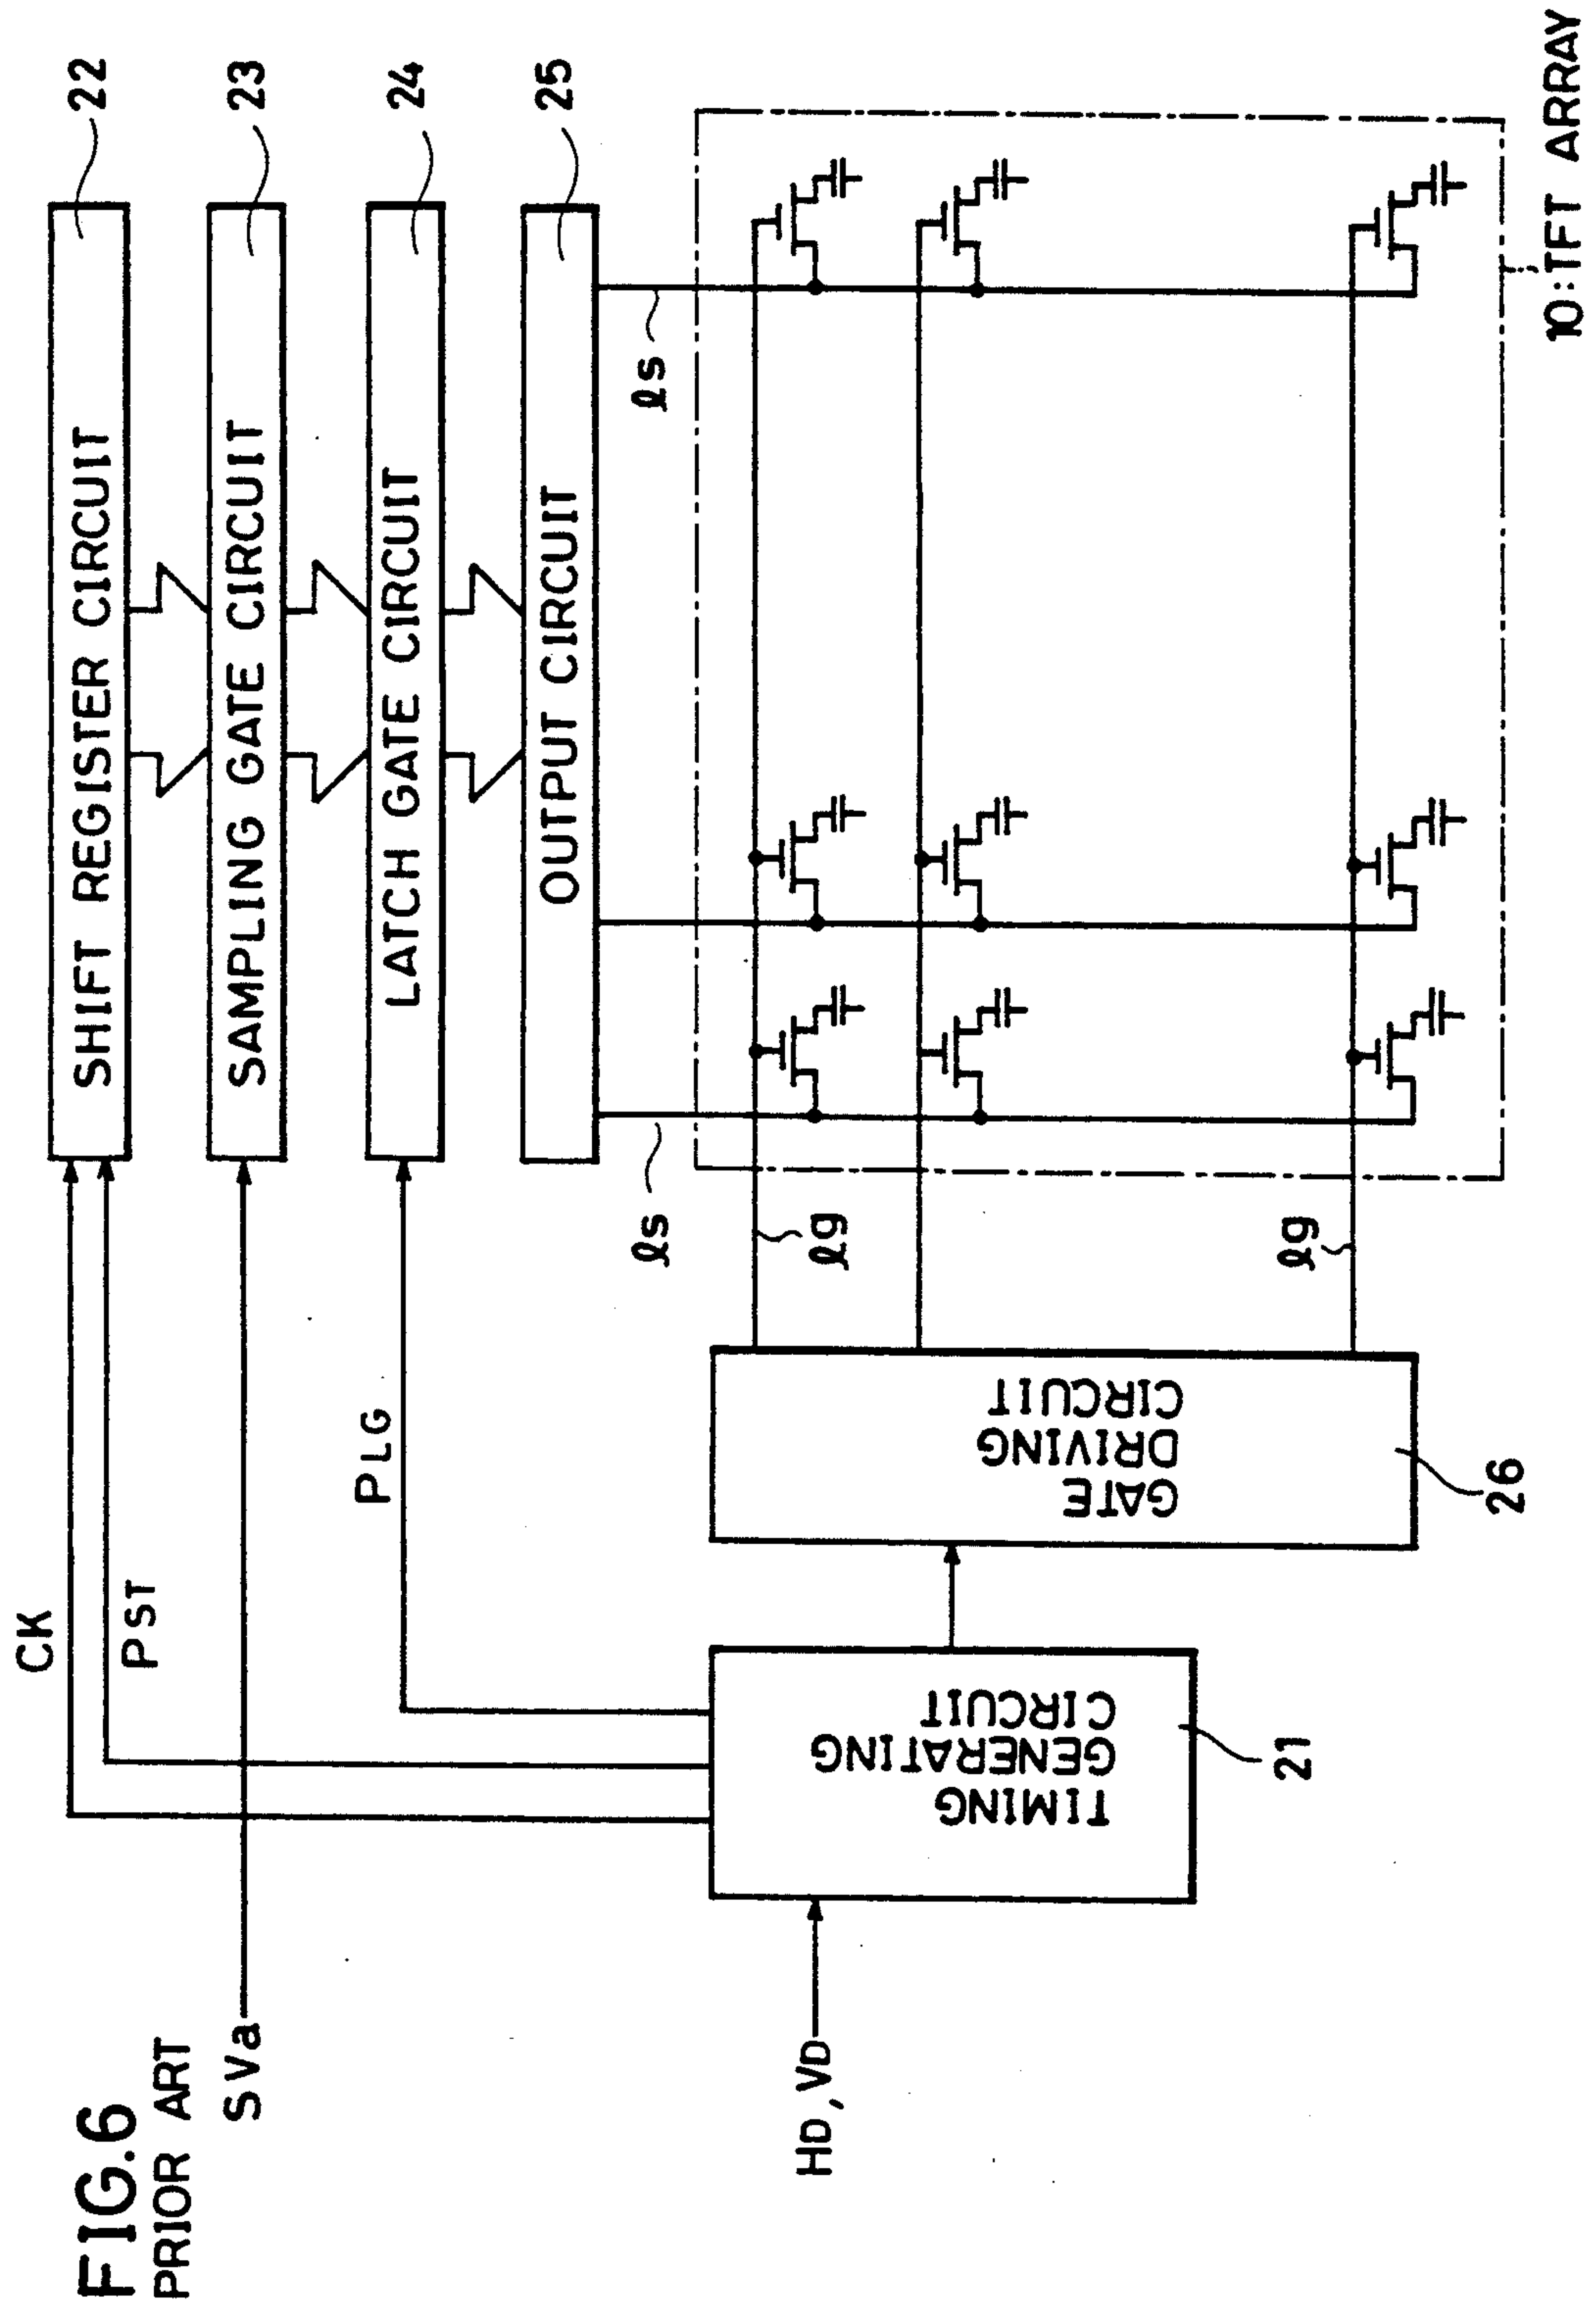 FIG.6
PRIOR ART
CK
PST
SVa
PLG
SHIFT REGISTER CIRCUIT
22
SAMPLING GATE CIRCUIT
23
LATCH GATE CIRCUIT
24
OUTPUT CIRCUIT
25
ℓs
ℓs
HD, VD
TIMING
GENERATING
CIRCUIT
21
GATE
DRIVING
CIRCUIT
26
ℓg
ℓg
10:TFT ARRAY